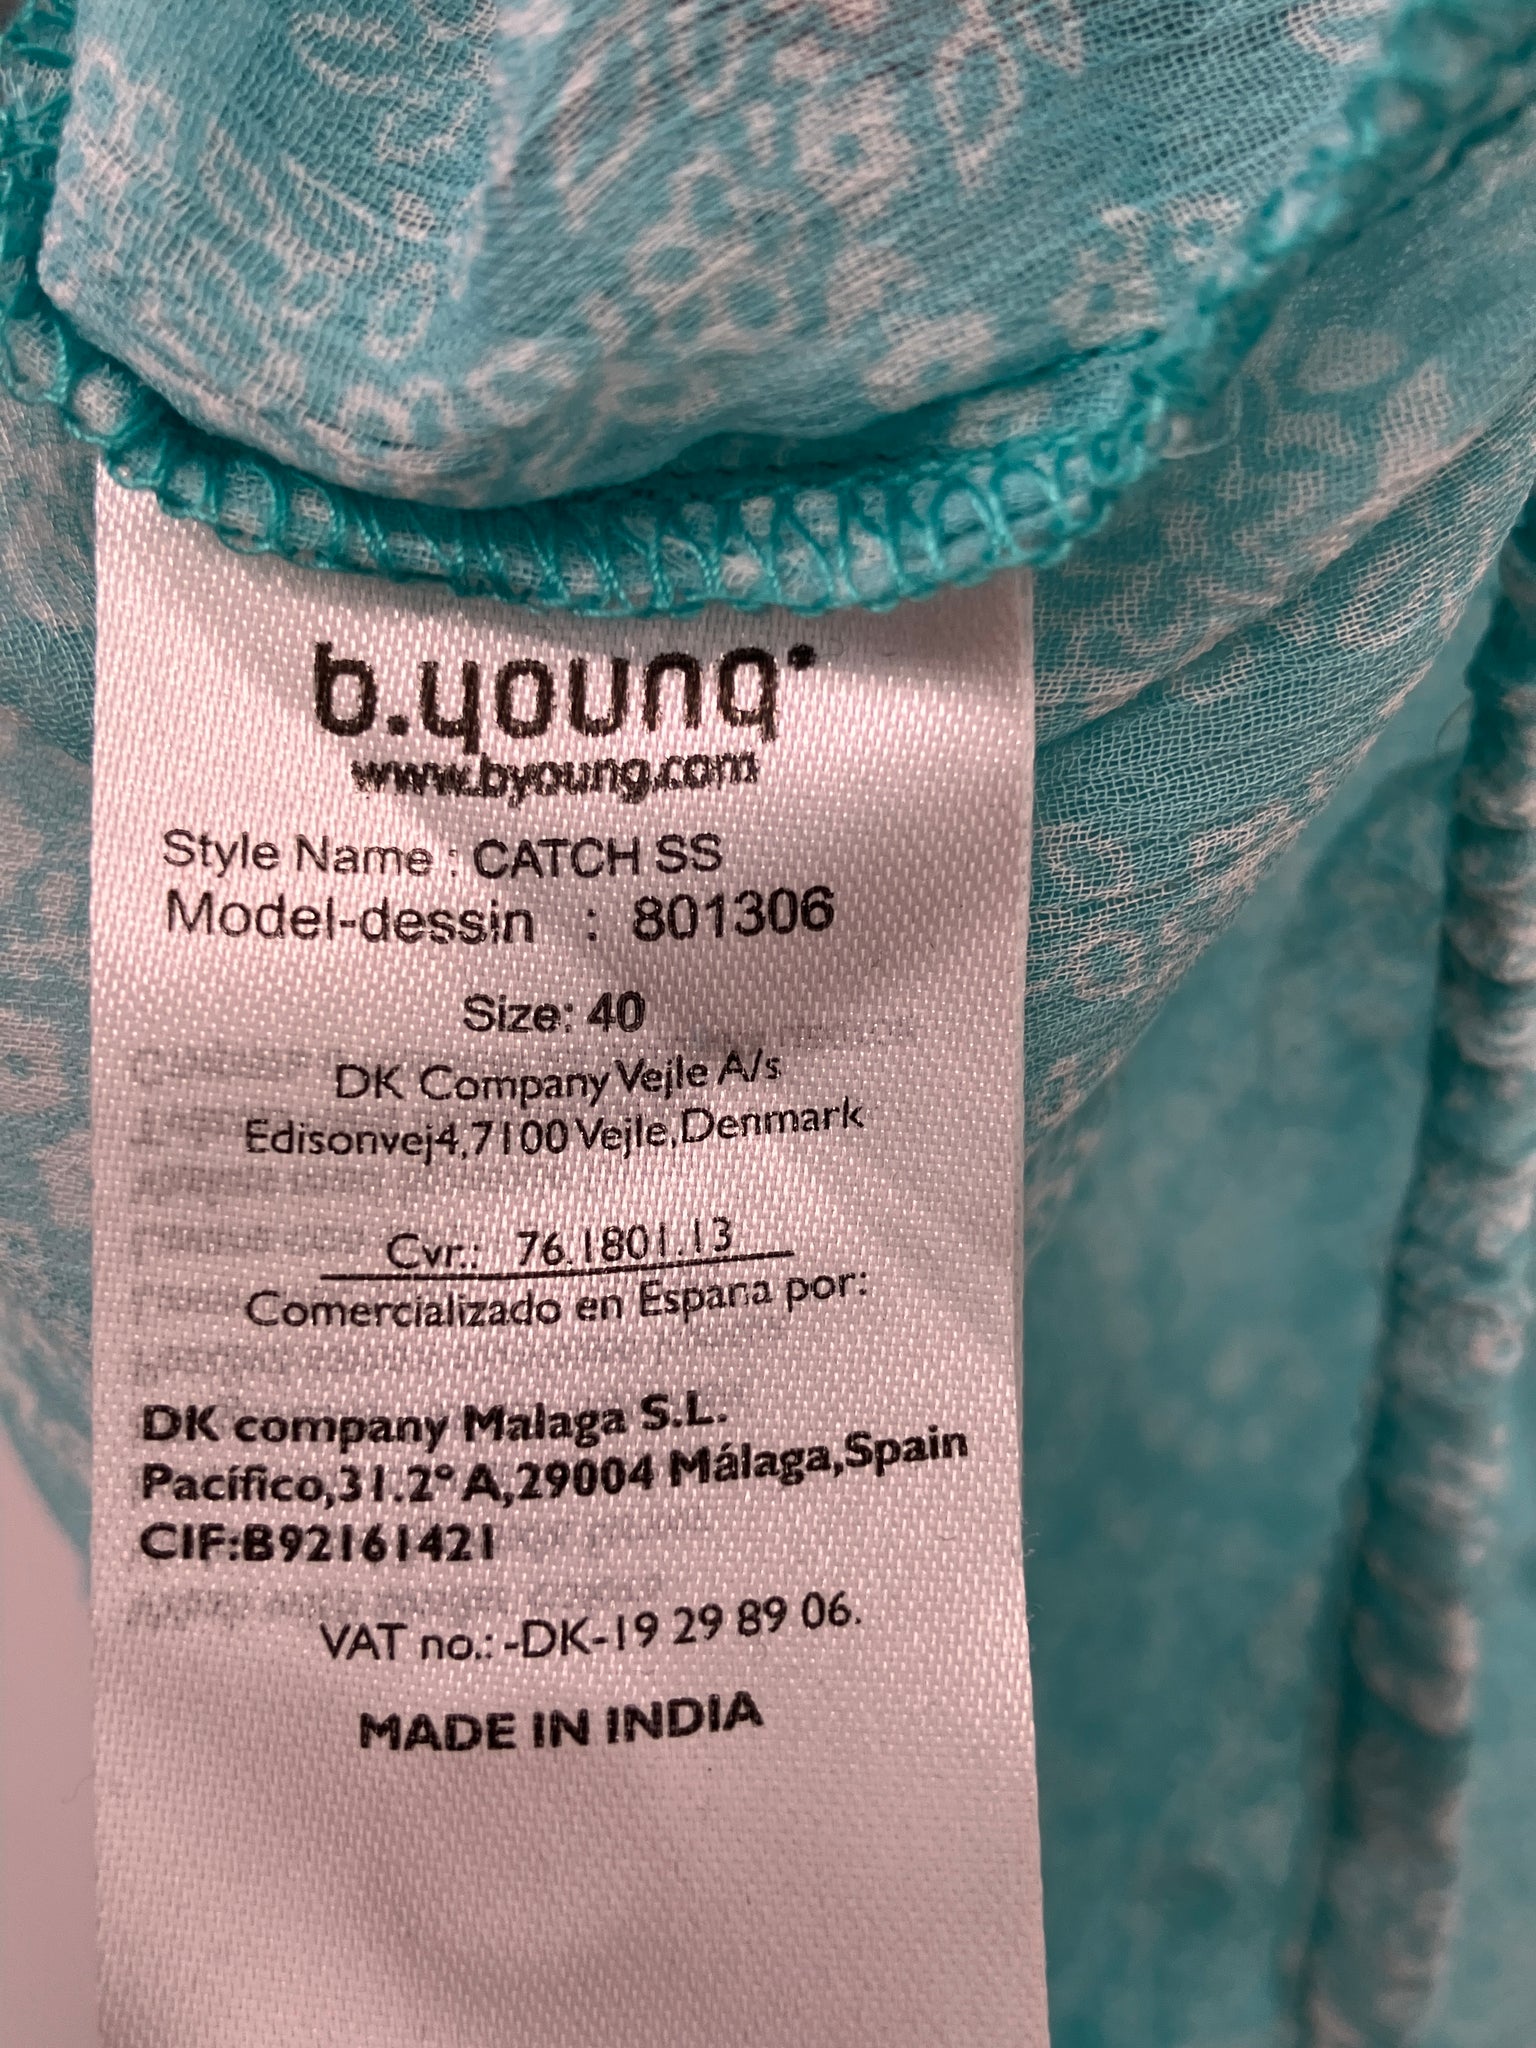 b.young
www.byoung.com
Style Name : CATCH SS
Model-dessin : 801306
Size: 40
DK Company Vejle A/s
Edisonvej4,7100 Vejle,Denmark
Cvr.: 76.1801.13
Comercializado en Espana por:
DK company Malaga S.L.
Pacífico,31.2° A,29004 Málaga,Spain
CIF:B92161421
VAT no.: -DK-19 29 89 06.
MADE IN INDIA